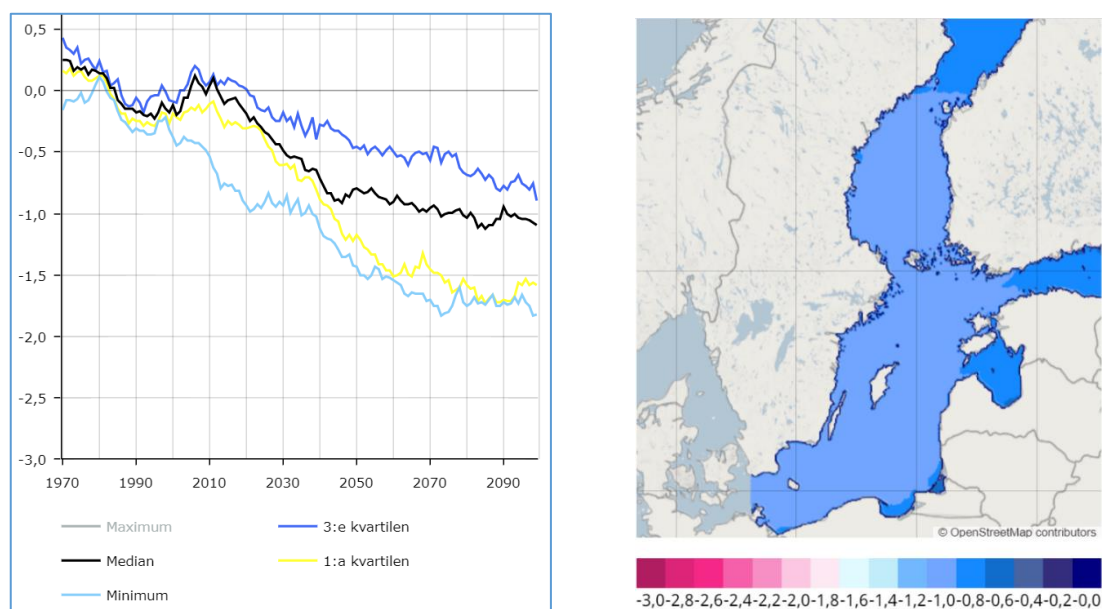 0,5
0,0
-0,5
-1,0
-1,5
-2,0
-2,5
-3,0
1970 1990 2010 2030 2050 2070 2090
Maximum 3:e kvartilen
Median 1:a kvartilen
Minimum
© OpenStreetMap contributors
-3,0 -2,8 -2,6 -2,4 -2,2 -2,0 -1,8 -1,6 -1,4 -1,2 -1,0 -0,8 -0,6 -0,4 -0,2 -0,0